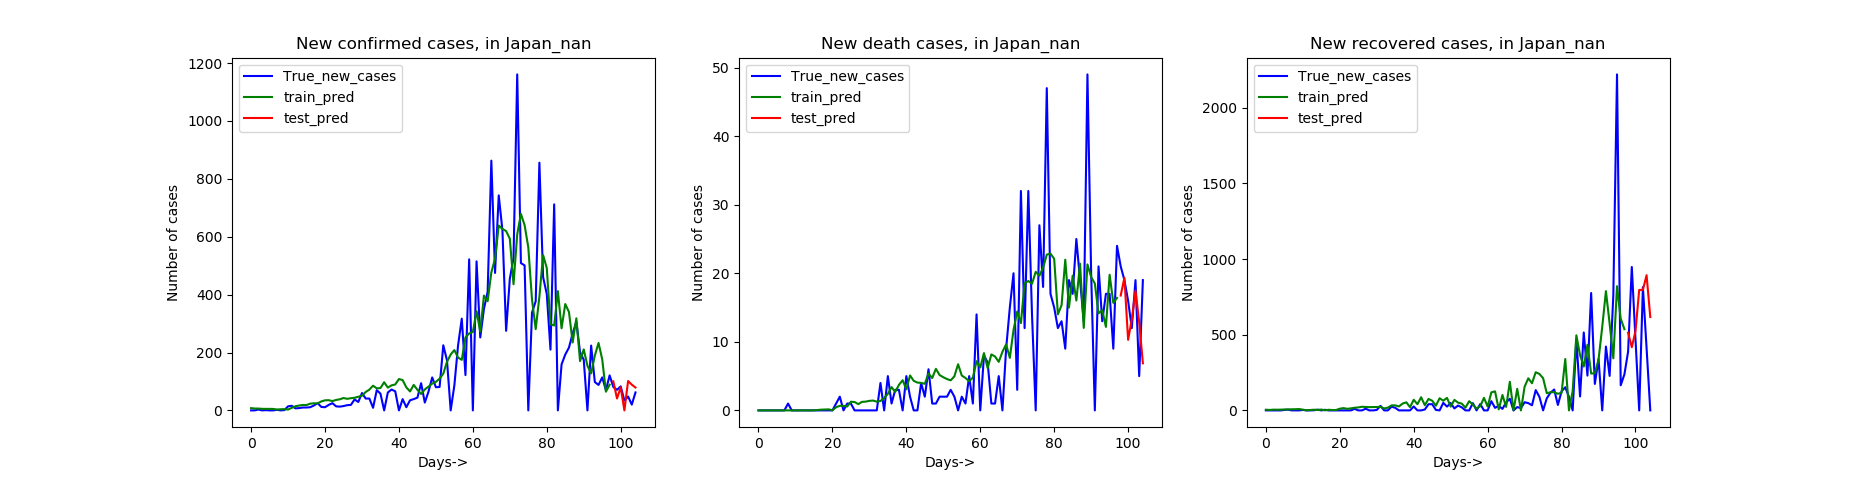 New confirmed cases, in Japan_nan
True_new_cases
train_pred
test_pred
Number of cases
1200
1000
800
600
400
200
0
0 20 40 60 80 100
Days->
New death cases, in Japan_nan
True_new_cases
train_pred
test_pred
Number of cases
50
40
30
20
10
0
0 20 40 60 80 100
Days->
New recovered cases, in Japan_nan
True_new_cases
train_pred
test_pred
Number of cases
2000
1500
1000
500
0
0 20 40 60 80 100
Days->